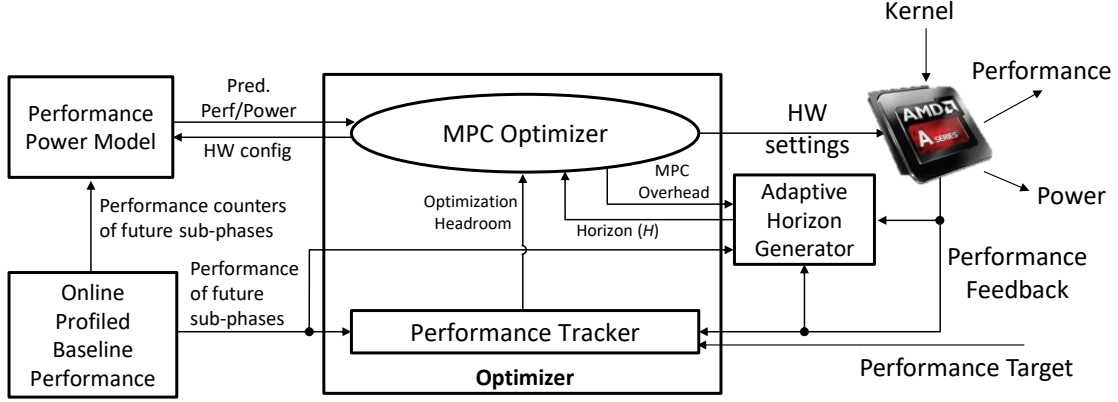 Kernel
Performance
Power
AMD
A SERIES
HW
settings
Pred.
Perf/Power
HW config
Performance
Power Model
MPC Optimizer
MPC
Overhead
Adaptive
Horizon
Generator
Optimization
Headroom
Horizon (H)
Performance counters
of future sub-phases
Performance
of future
sub-phases
Online
Profiled
Baseline
Performance
Performance Tracker
Optimizer
Performance
Feedback
Performance Target